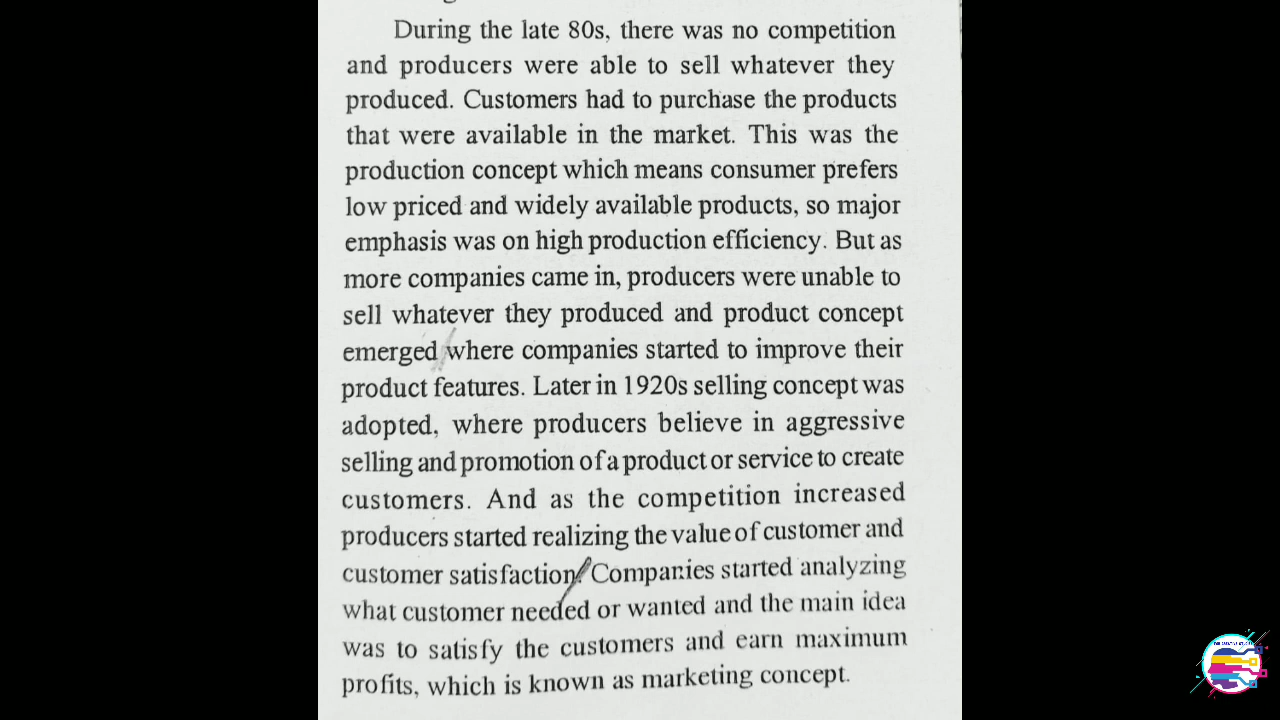 During the late 80s, there was no competition
and producers were able to sell whatever they
produced. Customers had to purchase the products
that were available in the market. This was the
production concept which means consumer prefers
low priced and widely available products, so major
emphasis was on high production efficiency. But as
more companies came in, producers were unable to
sell whatever they produced and product concept
emerged where companies started to improve their
product features. Later in 1920s selling concept was
adopted, where producers believe in aggressive
selling and promotion of a product or service to create
customers. And as the competition increased
producers started realizing the value of customer and
customer satisfaction. Companies started analyzing
what customer needed or wanted and the main idea
was to satisfy the customers and earn maximum
profits, which is known as marketing concept.